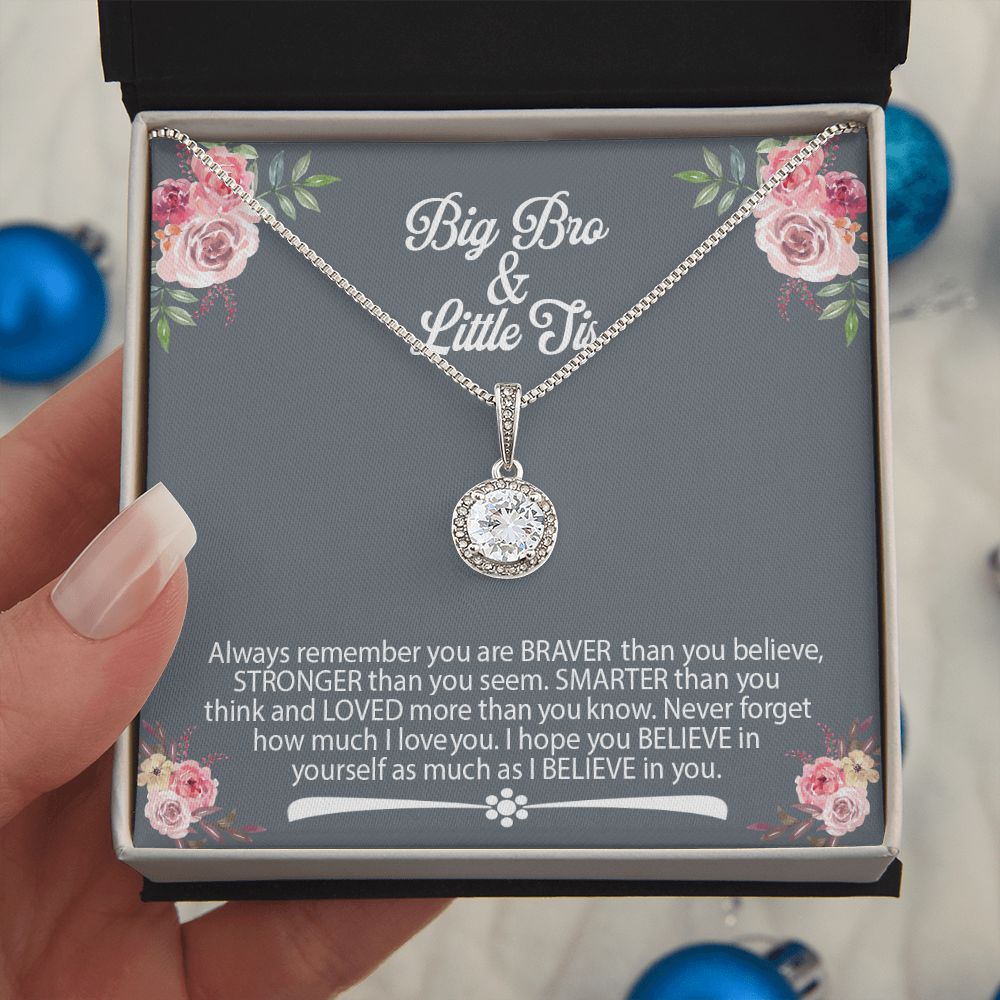 Big Bro
&
Little Tis
Always remember you are BRAVER than you believe,
STRONGER than you seem. SMARTER than you
think and LOVED more than you know. Never forget
how much I love you. I hope you BELIEVE in
yourself as much as I BELIEVE in you.